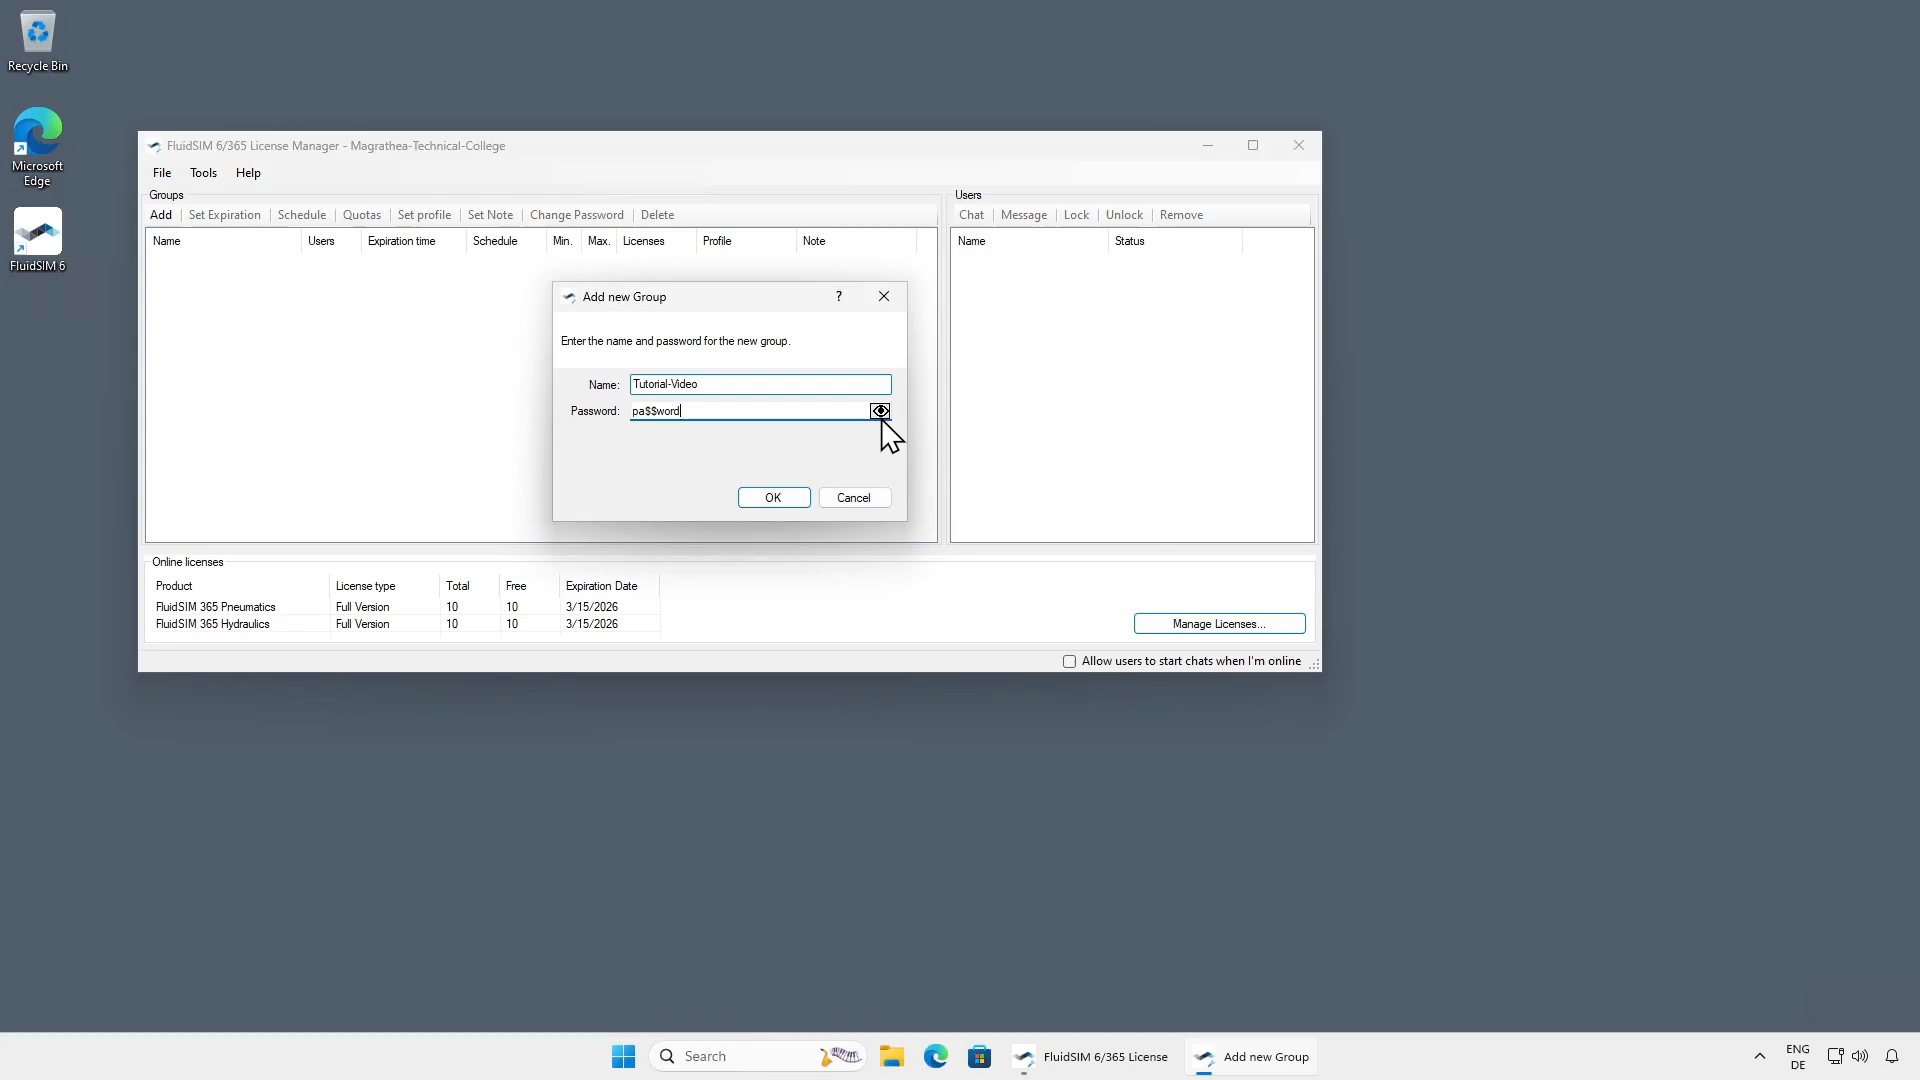 Recycle Bin
Microsoft
Edge
FluidSIM 6
FluidSIM 6/365 License Manager - Magrathea-Technical-College
File Tools Help
Groups
Add Set Expiration Schedule Quotas Set profile Set Note Change Password Delete
Name Users Expiration time Schedule Min. Max. Licenses Profile Note
Users
Chat Message Lock Unlock Remove
Name Status
Add new Group ?
Enter the name and password for the new group.
Name: Tutorial-Video
Password: pa$$word
OK Cancel
Online licenses
Product License type Total Free Expiration Date
FluidSIM 365 Pneumatics Full Version 10 10 3/15/2026
FluidSIM 365 Hydraulics Full Version 10 10 3/15/2026
Manage Licenses...
Allow users to start chats when I'm online
Search
FluidSIM 6/365 License
Add new Group
ENG
DE